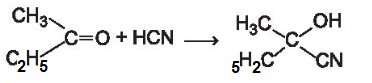 CH₃ H₃C OH
C=O + HCN ⟶ C
C₂H₅ ₅H₂C CN